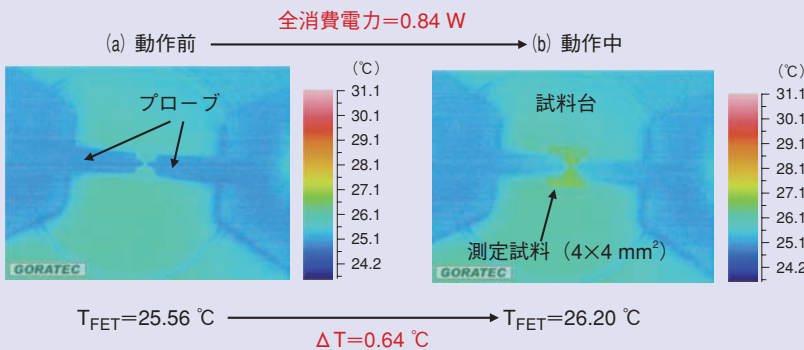 全消費電力＝0.84 W
(a) 動作前
(b) 動作中
(℃)
31.1
30.1
29.1
28.1
27.1
26.1
25.1
24.2
プローブ
GORATEC
(℃)
31.1
30.1
29.1
28.1
27.1
26.1
25.1
24.2
試料台
測定試料（4×4 mm²）
GORATEC
T_FET＝25.56 ℃
T_FET＝26.20 ℃
ΔT＝0.64 ℃